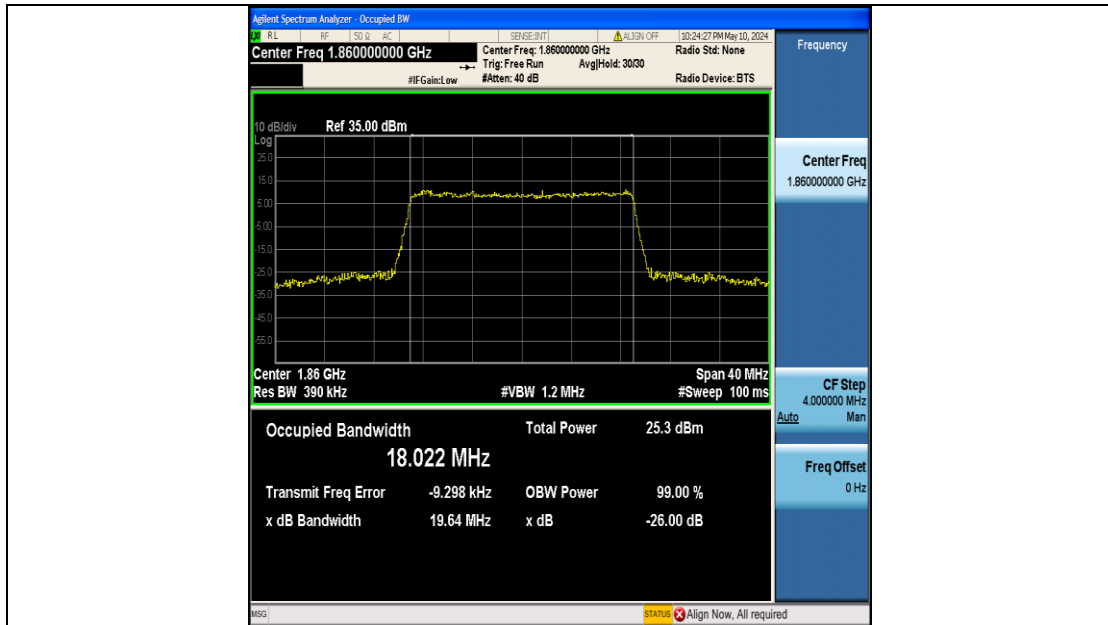 Agilent Spectrum Analyzer - Occupied BW
RL RF 50 Ω AC SENSE:INT ALIGN OFF 10:24:27 PM May 10, 2024
Center Freq 1.860000000 GHz
Center Freq: 1.860000000 GHz
Radio Std: None
Trig: Free Run Avg|Hold: 30/30
#IFGain:Low
#Atten: 40 dB
Radio Device: BTS
10 dB/div Ref 35.00 dBm
Log
25.0
15.0
5.00
-5.00
-15.0
-25.0
-35.0
-45.0
-55.0
Center 1.86 GHz Span 40 MHz
Res BW 390 kHz #VBW 1.2 MHz #Sweep 100 ms
Occupied Bandwidth Total Power 25.3 dBm
18.022 MHz
Transmit Freq Error -9.298 kHz OBW Power 99.00 %
x dB Bandwidth 19.64 MHz x dB -26.00 dB
MSG STATUS Align Now, All required
Frequency
Center Freq
1.860000000 GHz
CF Step
4.000000 MHz
Auto Man
Freq Offset
0 Hz